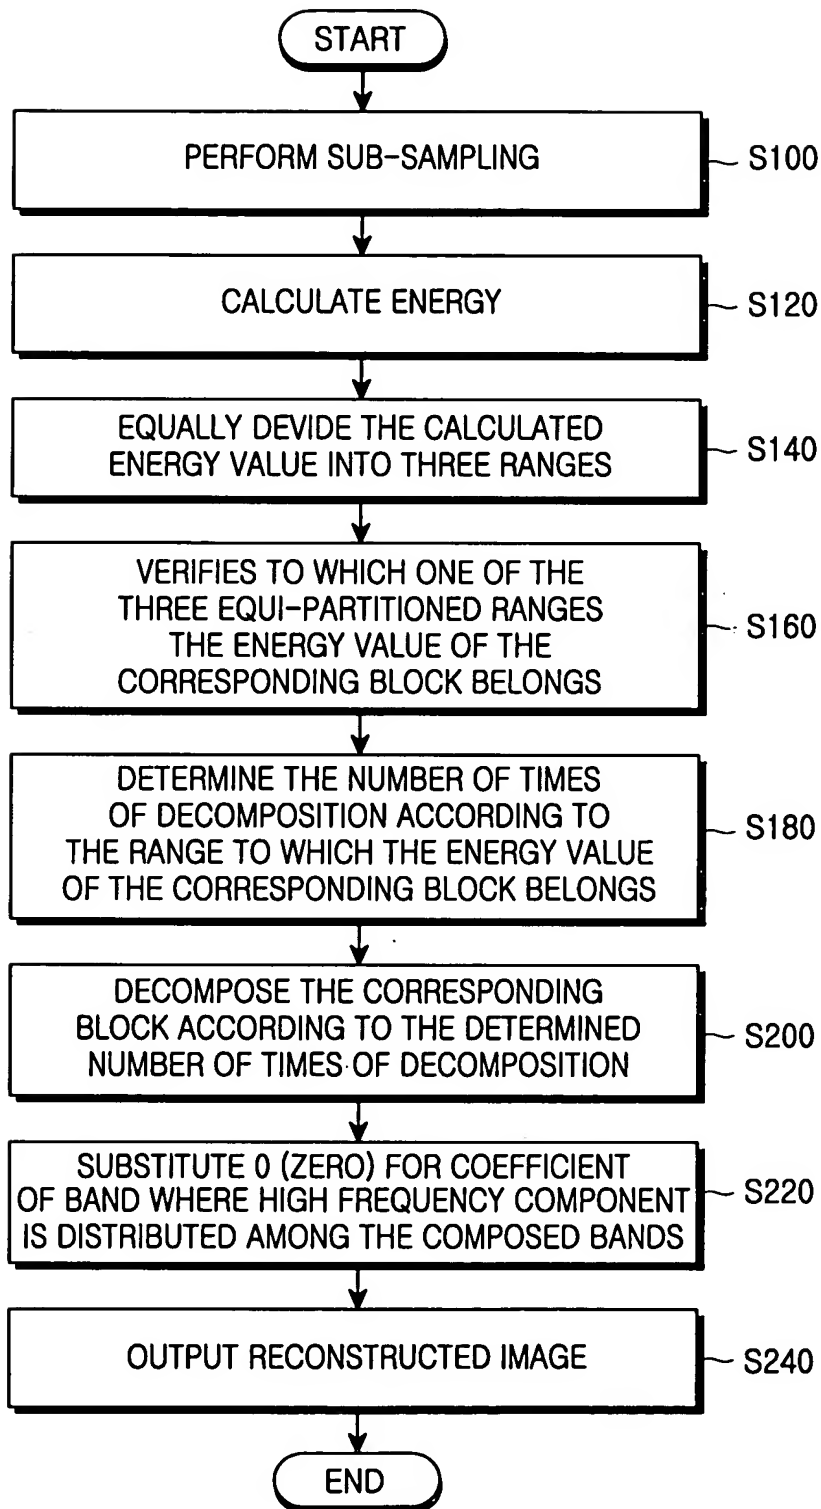 START
PERFORM SUB-SAMPLING
S100
CALCULATE ENERGY
S120
EQUALLY DEVIDE THE CALCULATED
ENERGY VALUE INTO THREE RANGES
S140
VERIFIES TO WHICH ONE OF THE
THREE EQUI-PARTITIONED RANGES
THE ENERGY VALUE OF THE
CORRESPONDING BLOCK BELONGS
S160
DETERMINE THE NUMBER OF TIMES
OF DECOMPOSITION ACCORDING TO
THE RANGE TO WHICH THE ENERGY VALUE
OF THE CORRESPONDING BLOCK BELONGS
S180
DECOMPOSE THE CORRESPONDING
BLOCK ACCORDING TO THE DETERMINED
NUMBER OF TIMES OF DECOMPOSITION
S200
SUBSTITUTE 0 (ZERO) FOR COEFFICIENT
OF BAND WHERE HIGH FREQUENCY COMPONENT
IS DISTRIBUTED AMONG THE COMPOSED BANDS
S220
OUTPUT RECONSTRUCTED IMAGE
S240
END